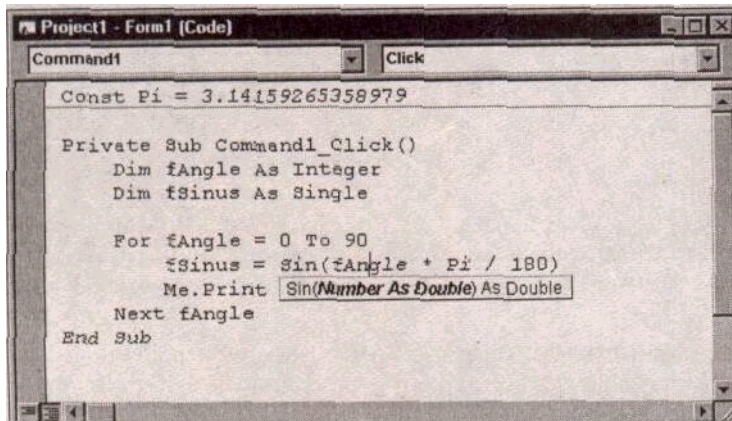 Project1 - Form1 (Code)
Command1 Click
Const Pi = 3.14159265358979
Private Sub Command1_Click()
Dim fAngle As Integer
Dim fSinus As Single
For fAngle = 0 To 90
fSinus = Sin(fAngle * Pi / 180)
Me.Print Sin(Number As Double) As Double
Next fAngle
End Sub